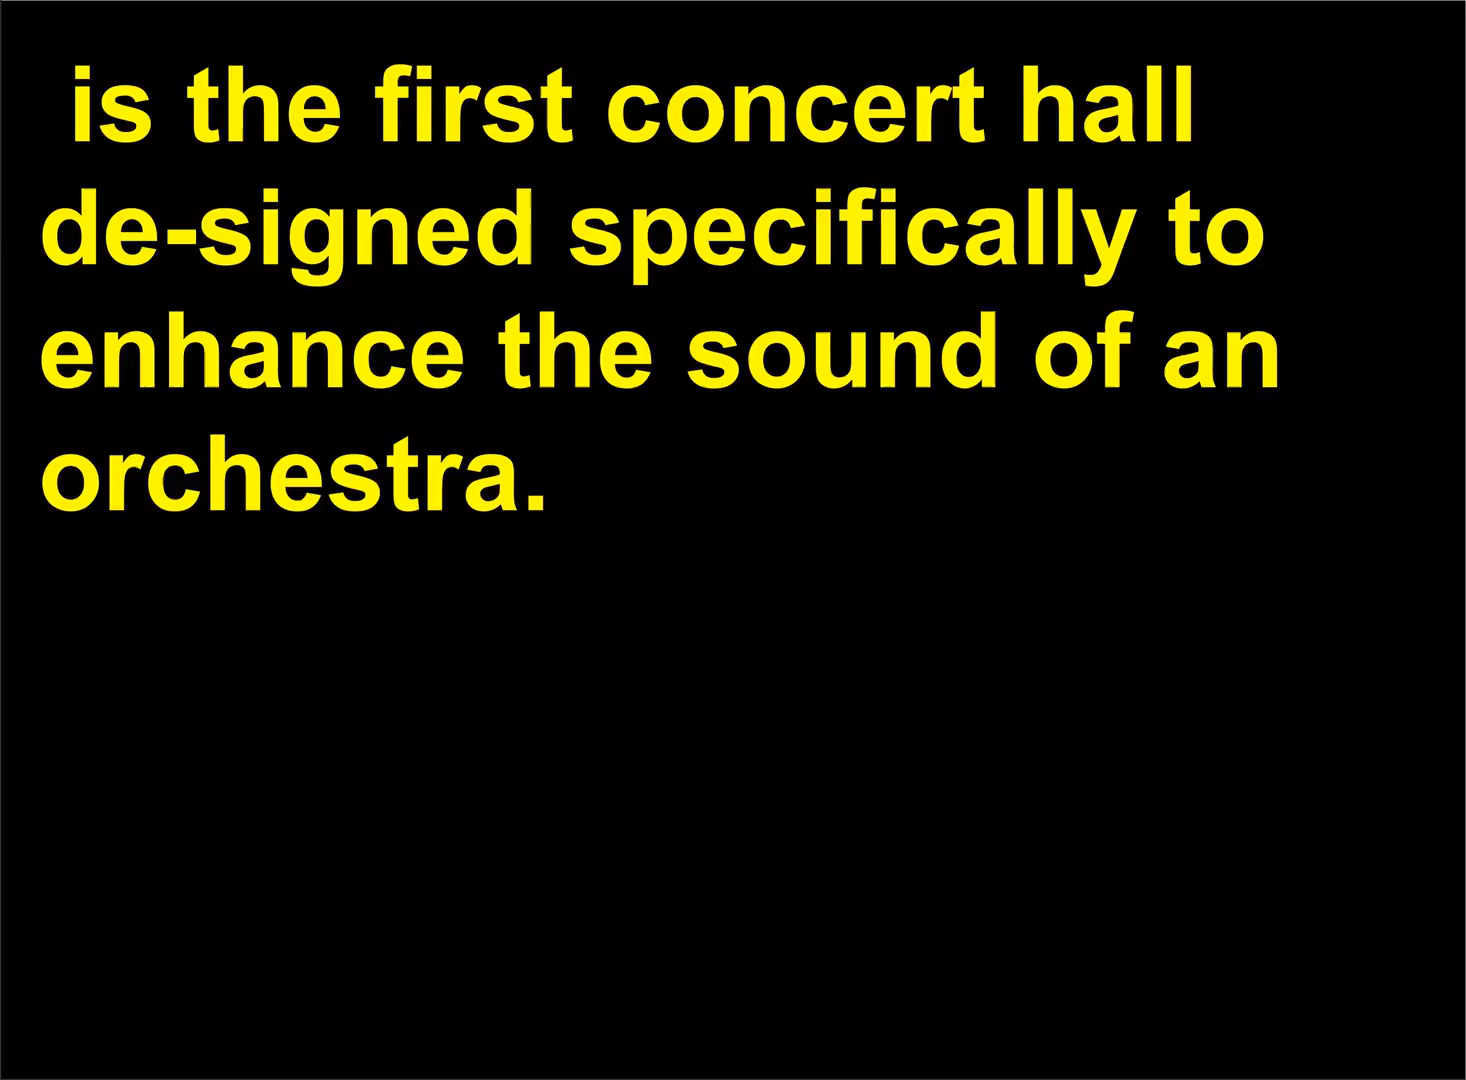 is the first concert hall
de-signed specifically to
enhance the sound of an
orchestra.